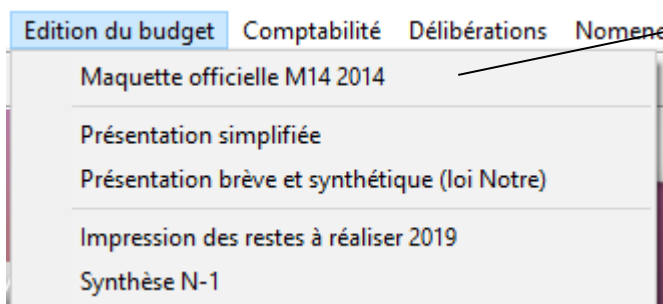 Edition du budget Comptabilité Délibérations
Maquette officielle M14 2014
Présentation simplifiée
Présentation brève et synthétique (loi Notre)
Impression des restes à réaliser 2019
Synthèse N-1